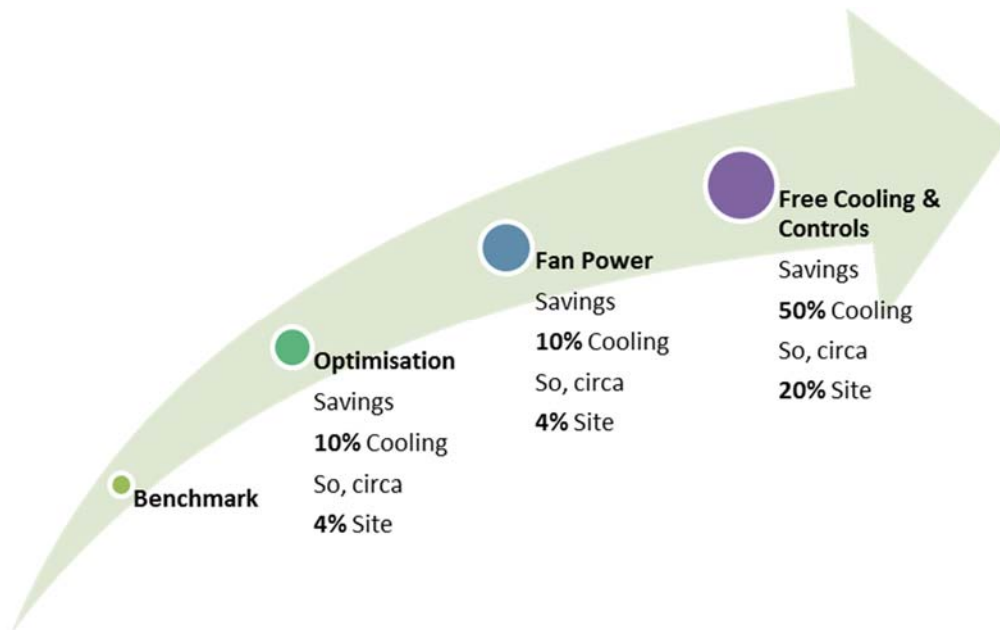 Benchmark
Optimisation
Savings
10% Cooling
So, circa
4% Site
Fan Power
Savings
10% Cooling
So, circa
4% Site
Free Cooling &
Controls
Savings
50% Cooling
So, circa
20% Site